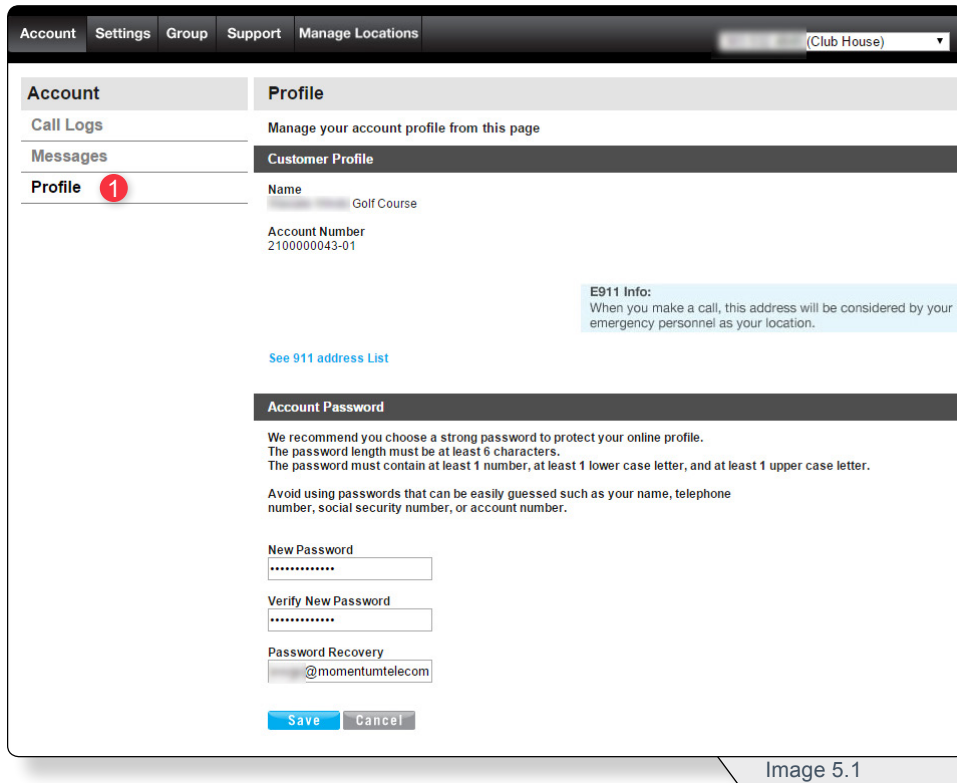 Account Settings Group Support Manage Locations
(Club House)
Account
Call Logs
Messages
Profile 1
Profile
Manage your account profile from this page
Customer Profile
Name
Golf Course
Account Number
2100000043-01
E911 Info:
When you make a call, this address will be considered by your
emergency personnel as your location.
See 911 address List
Account Password
We recommend you choose a strong password to protect your online profile.
The password length must be at least 6 characters.
The password must contain at least 1 number, at least 1 lower case letter, and at least 1 upper case letter.
Avoid using passwords that can be easily guessed such as your name, telephone
number, social security number, or account number.
New Password
•••••••••••••
Verify New Password
•••••••••••••
Password Recovery
@momentumtelecom
Save Cancel
Image 5.1